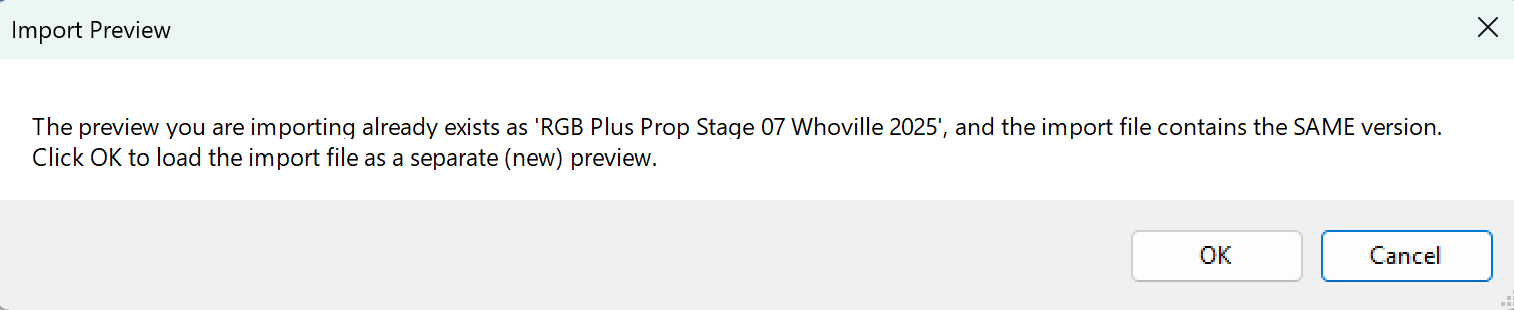 Import Preview
The preview you are importing already exists as 'RGB Plus Prop Stage 07 Whoville 2025', and the import file contains the SAME version.
Click OK to load the import file as a separate (new) preview.
OK
Cancel